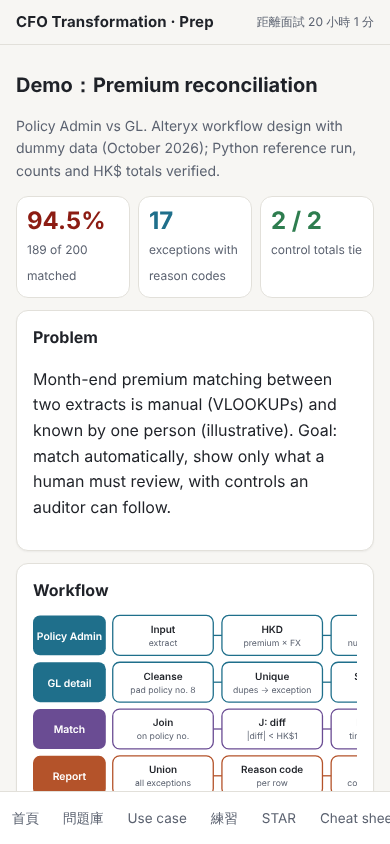 CFO Transformation · Prep
距離面試 20 小時 1 分
Demo：Premium reconciliation
Policy Admin vs GL. Alteryx workflow design with
dummy data (October 2026); Python reference run,
counts and HK$ totals verified.
94.5%
189 of 200
matched
17
exceptions with
reason codes
2 / 2
control totals tie
Problem
Month-end premium matching between
two extracts is manual (VLOOKUPs) and
known by one person (illustrative). Goal:
match automatically, show only what a
human must review, with controls an
auditor can follow.
Workflow
Policy Admin
Input
extract
HKD
premium × FX
GL detail
Cleanse
pad policy no. 8
Unique
dupes → exception
Match
Join
on policy no.
J: diff
|diff| < HK$1
Report
Union
all exceptions
Reason code
per row
首頁 問題庫 Use case 練習 STAR Cheat shee